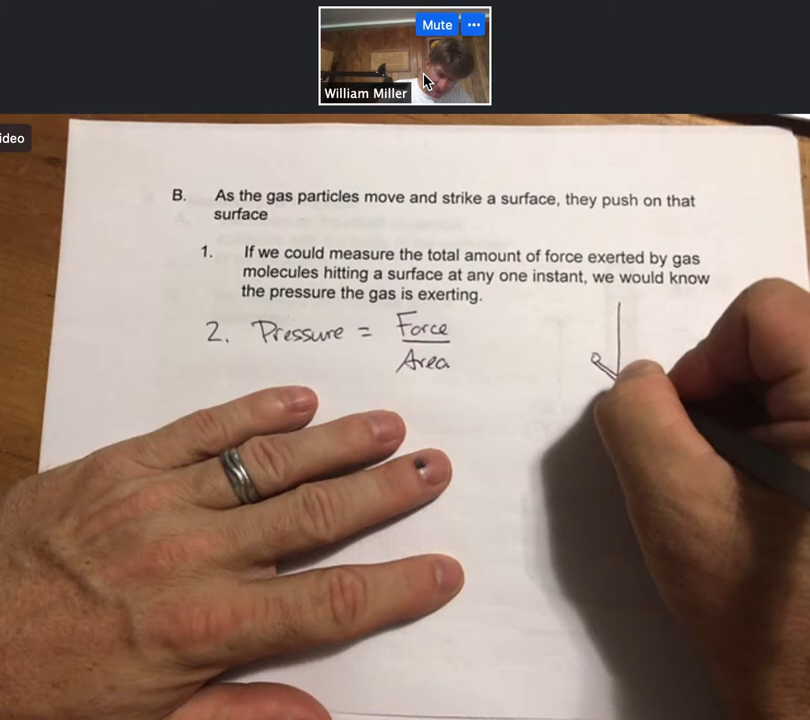 Mute
William Miller
ideo
B. As the gas particles move and strike a surface, they push on that
surface
1. If we could measure the total amount of force exerted by gas
molecules hitting a surface at any one instant, we would know
the pressure the gas is exerting.
2. Pressure = Force
Area